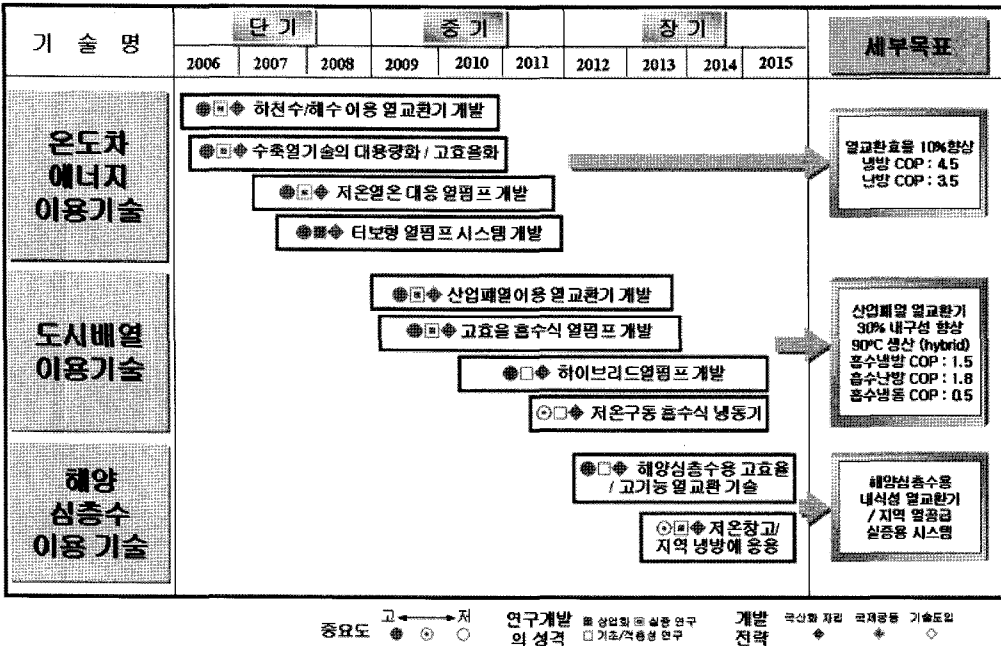 기 술 명
단 기
중 기
장 기
세부목표
2006 2007 2008 2009 2010 2011 2012 2013 2014 2015
온도차
에너지
이용기술
하천수/해수 이용 열교환기 개발
수축열기술의 대용량화 / 고효율화
저온열온 대응 열펌프 개발
터보형 열펌프 시스템 개발
열교환효율 10%향상
냉방 COP : 4.5
난방 COP : 3.5
도시배열
이용기술
산업폐열이용 열교환기 개발
고효율 흡수식 열펌프 개발
하이브리드열펌프 개발
저온구동 흡수식 냉동기
산업폐열 열교환기
30% 내구성 향상
90℃ 생산 (hybrid)
흡수냉방 COP : 1.5
흡수난방 COP : 1.8
흡수냉동 COP : 0.5
해양
심층수
이용 기술
해양심층수용 고효율
/ 고기능 열교환 기술
저온창고/
지역 냉방에 응용
해양심층수용
내식성 열교환기
/ 지역 열공급
실증용 시스템
중요도 고 저
연구개발
의 성격
상업화 실증 연구
기초/적용성 연구
개발
전략
국산화 자립 국제공동 기술도입